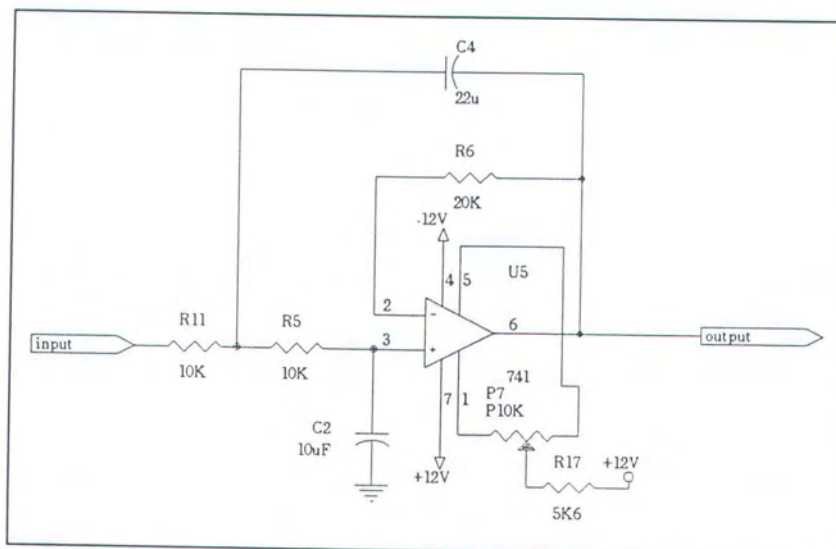 C4
22u
R6
20K
-12V
4
5
U5
2
R11
R5
3
6
input
output
10K
10K
741
7
1
P7
P10K
C2
10uF
+12V
R17
+12V
5K6